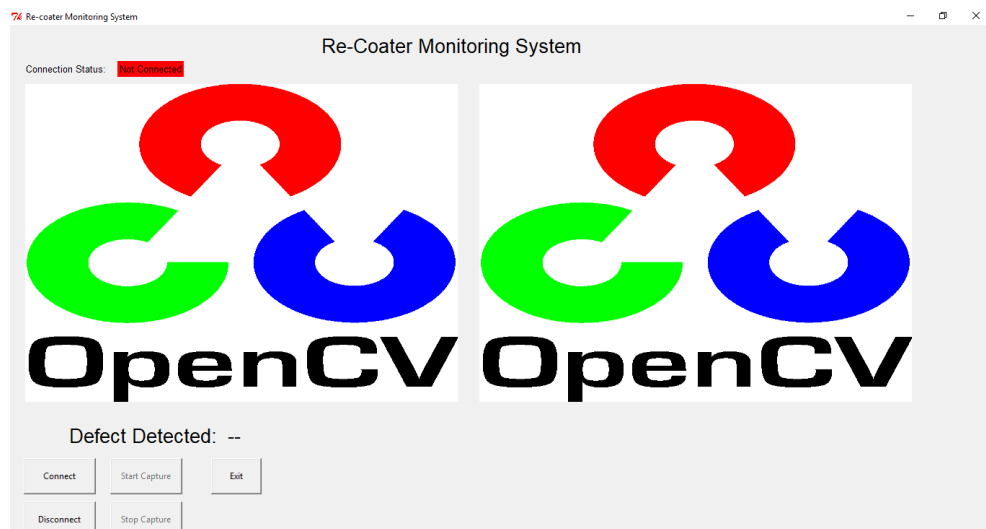 Re-coater Monitoring System
Re-Coater Monitoring System
Connection Status: Not Connected
OpenCV OpenCV
Defect Detected: --
Connect Start Capture Exit
Disconnect Stop Capture